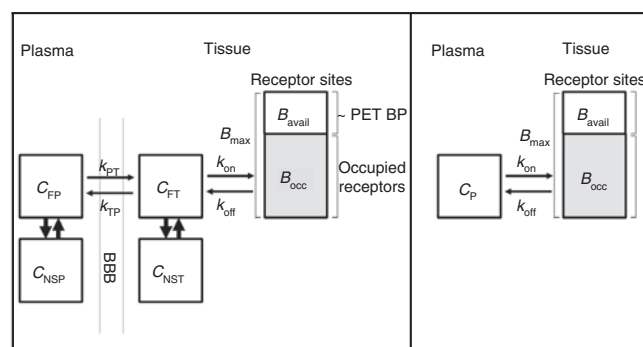 Plasma
Tissue
Receptor sites
B_max
B_avail
~ PET BP
k_PT
k_on
C_FP
C_FT
B_occ
Occupied
receptors
k_TP
k_off
C_NSP
BBB
C_NST
Plasma
Tissue
Receptor sites
B_max
B_avail
k_on
C_P
B_occ
k_off